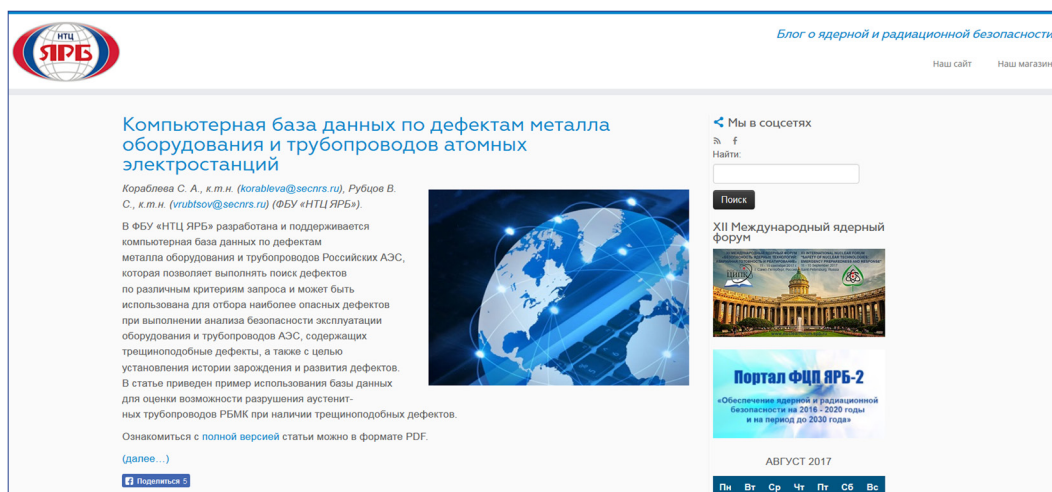 НТЦ
ЯРБ
Блог о ядерной и радиационной безопасности
Наш сайт Наш магазин
Компьютерная база данных по дефектам металла
оборудования и трубопроводов атомных
электростанций
Кораблева С. А., к.т.н. (korableva@secnrs.ru), Рубцов В.
С., к.т.н. (vrubtsov@secnrs.ru) (ФБУ «НТЦ ЯРБ»).
В ФБУ «НТЦ ЯРБ» разработана и поддерживается
компьютерная база данных по дефектам
металла оборудования и трубопроводов Российских АЭС,
которая позволяет выполнять поиск дефектов
по различным критериям запроса и может быть
использована для отбора наиболее опасных дефектов
при выполнении анализа безопасности эксплуатации
оборудования и трубопроводов АЭС, содержащих
трещиноподобные дефекты, а также с целью
установления истории зарождения и развития дефектов.
В статье приведен пример использования базы данных
для оценки возможности разрушения аустенит-
ных трубопроводов РБМК при наличии трещиноподобных дефектов.
Ознакомиться с полной версией статьи можно в формате PDF.
(далее…)
Поделиться 5
Мы в соцсетях
Найти:
Поиск
XII Международный ядерный
форум
Портал ФЦП ЯРБ-2
«Обеспечение ядерной и радиационной
безопасности на 2016 - 2020 годы
и на период до 2030 года»
АВГУСТ 2017
Пн Вт Ср Чт Пт Сб Вс